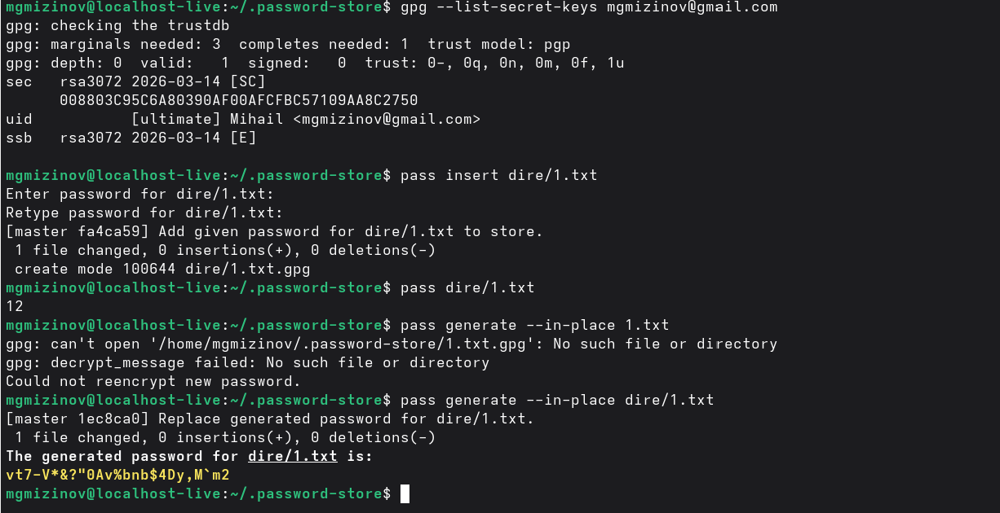 mgmizinov@localhost-live:~/.password-store$ gpg --list-secret-keys mgmizinov@gmail.com
gpg: checking the trustdb
gpg: marginals needed: 3  completes needed: 1  trust model: pgp
gpg: depth: 0  valid:   1  signed:   0  trust: 0-, 0q, 0n, 0m, 0f, 1u
sec   rsa3072 2026-03-14 [SC]
      008803C95C6A80390AF00AFCFBC57109AA8C2750
uid           [ultimate] Mihail <mgmizinov@gmail.com>
ssb   rsa3072 2026-03-14 [E]

mgmizinov@localhost-live:~/.password-store$ pass insert dire/1.txt
Enter password for dire/1.txt:
Retype password for dire/1.txt:
[master fa4ca59] Add given password for dire/1.txt to store.
 1 file changed, 0 insertions(+), 0 deletions(-)
 create mode 100644 dire/1.txt.gpg
mgmizinov@localhost-live:~/.password-store$ pass dire/1.txt
12
mgmizinov@localhost-live:~/.password-store$ pass generate --in-place 1.txt
gpg: can't open '/home/mgmizinov/.password-store/1.txt.gpg': No such file or directory
gpg: decrypt_message failed: No such file or directory
Could not reencrypt new password.
mgmizinov@localhost-live:~/.password-store$ pass generate --in-place dire/1.txt
[master 1ec8ca0] Replace generated password for dire/1.txt.
 1 file changed, 0 insertions(+), 0 deletions(-)
The generated password for dire/1.txt is:
vt7-V*&?"0Av%bnb$4Dy,M`m2
mgmizinov@localhost-live:~/.password-store$